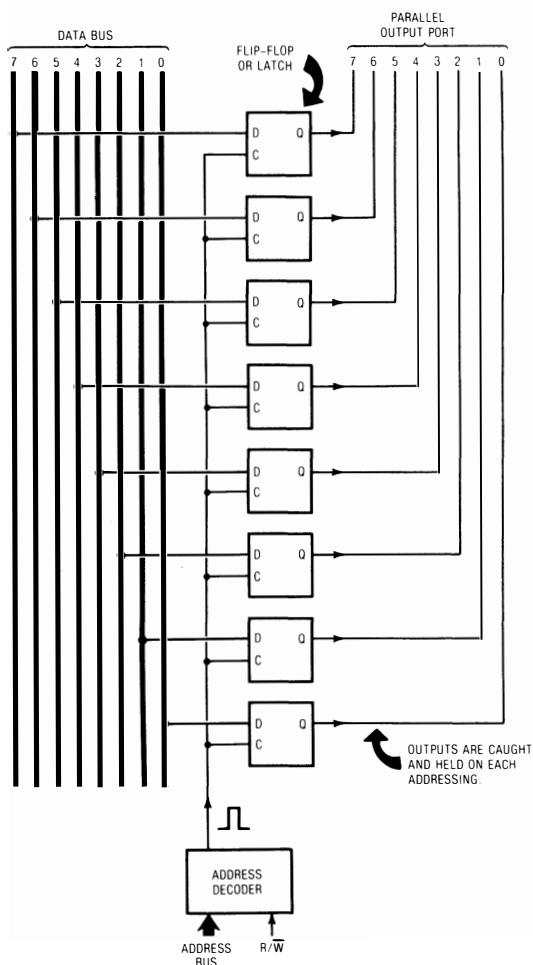 DATA BUS
7 6 5 4 3 2 1 0
FLIP-FLOP
OR LATCH
PARALLEL
OUTPUT PORT
7 6 5 4 3 2 1 0
D Q
C
D Q
C
D Q
C
D Q
C
D Q
C
D Q
C
D Q
C
D Q
C
OUTPUTS ARE CAUGHT
AND HELD ON EACH
ADDRESSING.
ADDRESS
DECODER
ADDRESS
BUS
R/W̅